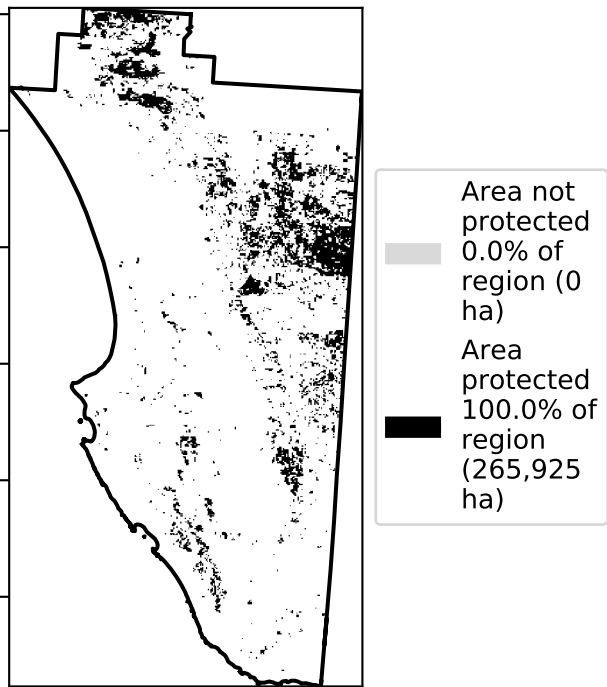 Area not
protected
0.0% of
region (0
ha)
Area
protected
100.0% of
region
(265,925
ha)